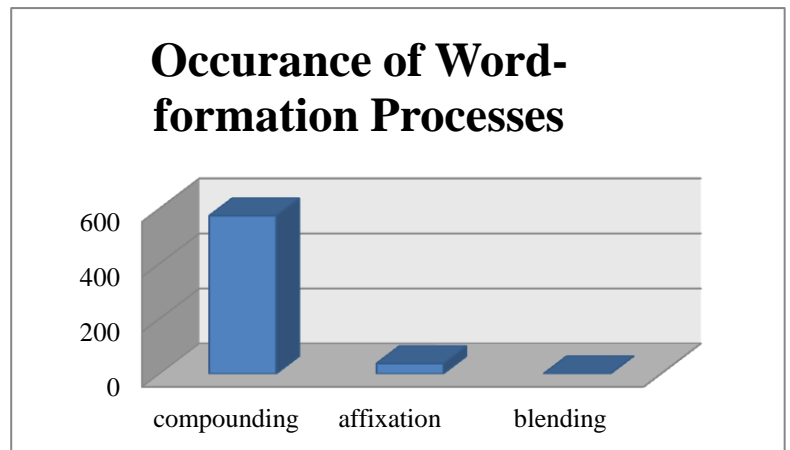 Occurance of Word-
formation Processes
600
400
200
0
compounding affixation blending